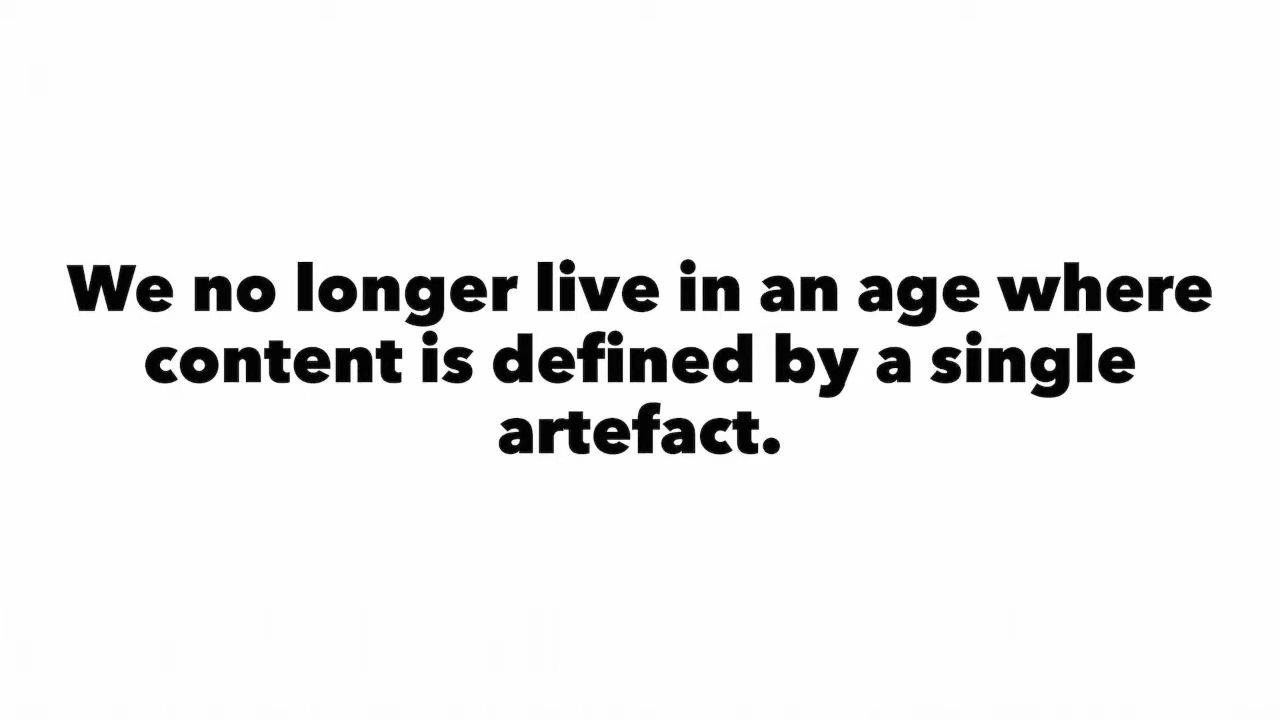 We no longer live in an age where
content is defined by a single
artefact.